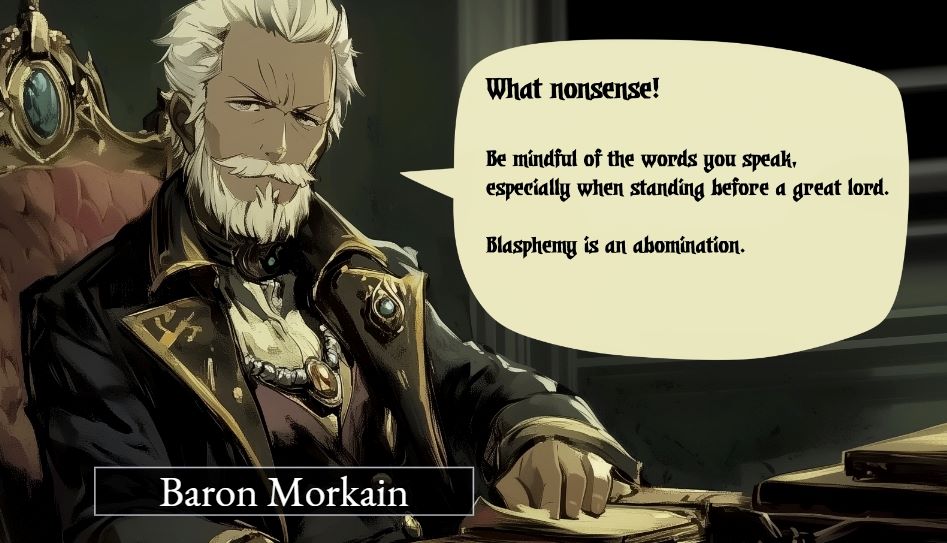 What nonsense!
Be mindful of the words you speak,
especially when standing before a great lord.
Blasphemy is an abomination.
Baron Morkain